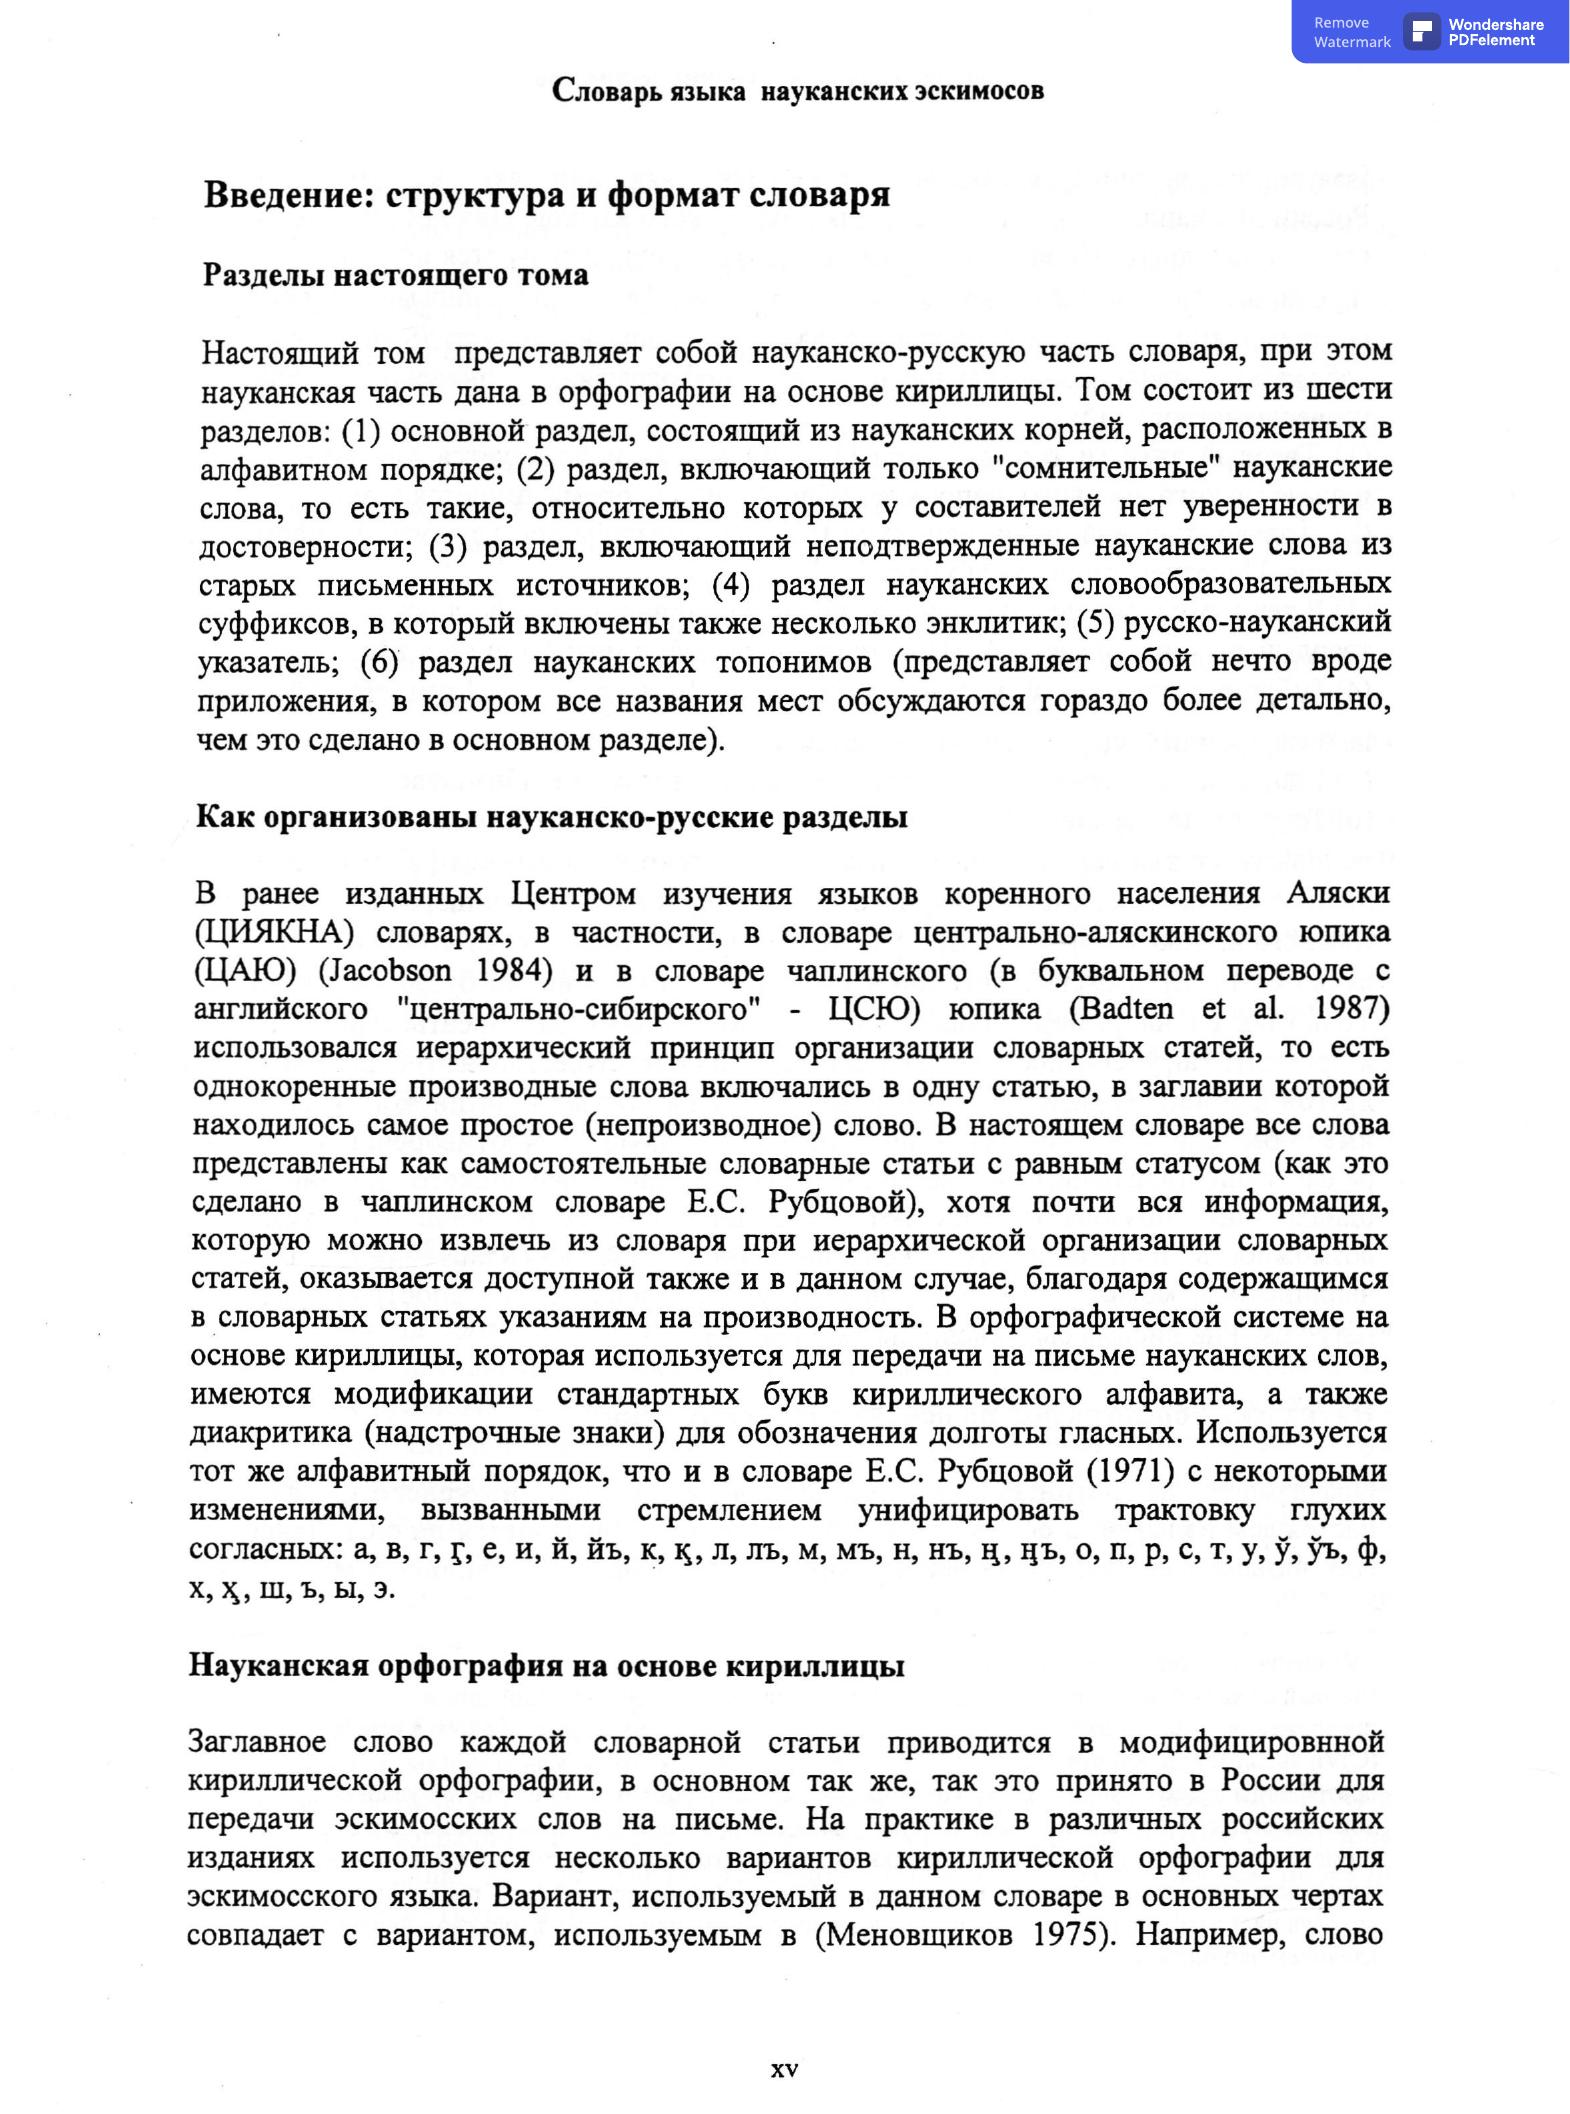 Remove
Watermark
Wondershare
PDFelement
Словарь языка науканских эскимосов
Введение: структура и формат словаря
Разделы настоящего тома
Настоящий том представляет собой науканско-русскую часть словаря, при этом
науканская часть дана в орфографии на основе кириллицы. Том состоит из шести
разделов: (1) основной раздел, состоящий из науканских корней, расположенных в
алфавитном порядке; (2) раздел, включающий только "сомнительные" науканские
слова, то есть такие, относительно которых у составителей нет уверенности в
достоверности; (3) раздел, включающий неподтвержденные науканские слова из
старых письменных источников; (4) раздел науканских словообразовательных
суффиксов, в который включены также несколько энклитик; (5) русско-науканский
указатель; (6) раздел науканских топонимов (представляет собой нечто вроде
приложения, в котором все названия мест обсуждаются гораздо более детально,
чем это сделано в основном разделе).
Как организованы науканско-русские разделы
В ранее изданных Центром изучения языков коренного населения Аляски
(ЦИЯКНА) словарях, в частности, в словаре центрально-аляскинского юпика
(ЦАЮ) (Jacobson 1984) и в словаре чаплинского (в буквальном переводе с
английского "центрально-сибирского" - ЦСЮ) юпика (Badten et al. 1987)
использовался иерархический принцип организации словарных статей, то есть
однокоренные производные слова включались в одну статью, в заглавии которой
находилось самое простое (непроизводное) слово. В настоящем словаре все слова
представлены как самостоятельные словарные статьи с равным статусом (как это
сделано в чаплинском словаре Е.С. Рубцовой), хотя почти вся информация,
которую можно извлечь из словаря при иерархической организации словарных
статей, оказывается доступной также и в данном случае, благодаря содержащимся
в словарных статьях указаниям на производность. В орфографической системе на
основе кириллицы, которая используется для передачи на письме науканских слов,
имеются модификации стандартных букв кириллического алфавита, а также
диакритика (надстрочные знаки) для обозначения долготы гласных. Используется
тот же алфавитный порядок, что и в словаре Е.С. Рубцовой (1971) с некоторыми
изменениями, вызванными стремлением унифицировать трактовку глухих
согласных: а, в, г, ӷ, е, и, й, йъ, к, қ, л, лъ, м, мъ, н, нъ, ң, ңъ, о, п, р, с, т, у, ў, ўъ, ф,
х, ҳ, ш, ъ, ы, э.
Науканская орфография на основе кириллицы
Заглавное слово каждой словарной статьи приводится в модифицировнной
кириллической орфографии, в основном так же, так это принято в России для
передачи эскимосских слов на письме. На практике в различных российских
изданиях используется несколько вариантов кириллической орфографии для
эскимосского языка. Вариант, используемый в данном словаре в основных чертах
совпадает с вариантом, используемым в (Меновщиков 1975). Например, слово
xv